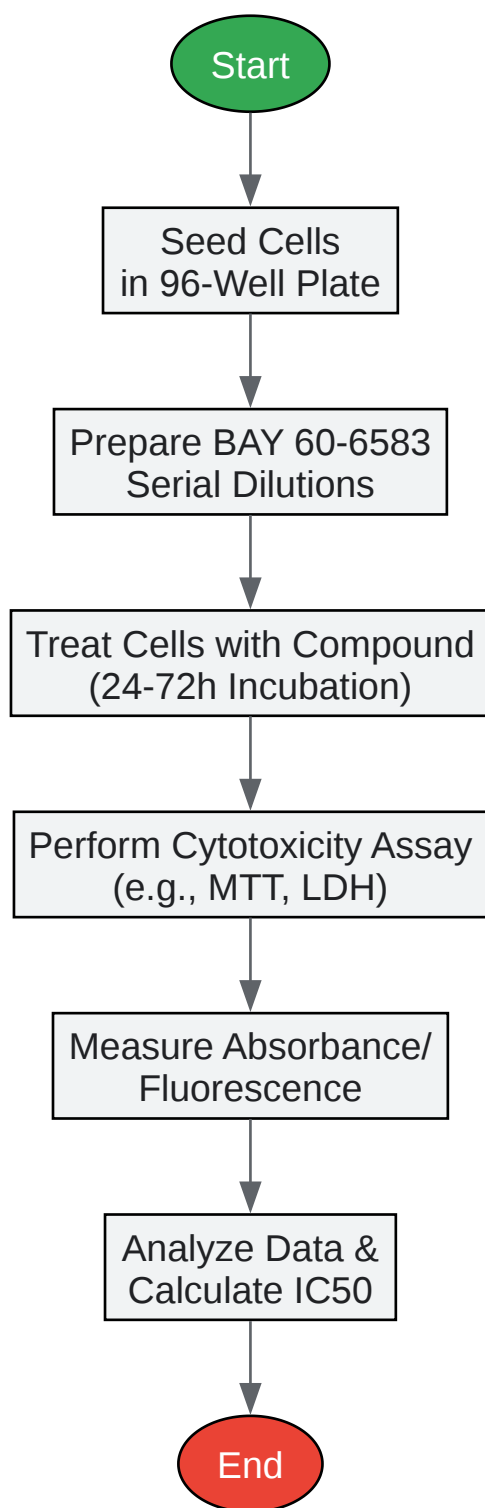 Start
Seed Cells
in 96-Well Plate
Prepare BAY 60-6583
Serial Dilutions
Treat Cells with Compound
(24-72h Incubation)
Perform Cytotoxicity Assay
(e.g., MTT, LDH)
Measure Absorbance/
Fluorescence
Analyze Data &
Calculate IC50
End